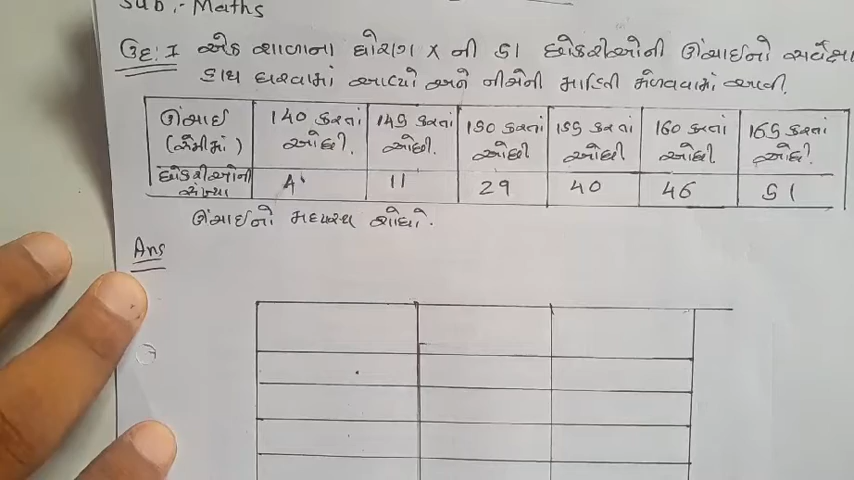 Sub :- Maths
ઉદા: 1 એક શાળાના ધોરણ X ની 51 છોકરીઓની ઊંચાઈનો સર્વેક્ષ
હાથ ધરવામાં આવ્યો અને નીચેની માહિતી મેળવવામાં આવી.
ઊંચાઈ (સેમીમાં) 140 કરતાં ઓછી. 145 કરતાં ઓછી. 150 કરતાં ઓછી 155 કરતાં ઓછી 160 કરતાં ઓછી 165 કરતાં ઓછી.
છોકરીઓની સંખ્યા 4 11 29 40 46 51
ઊંચાઈનો મધ્યસ્થ શોધો.
Ans